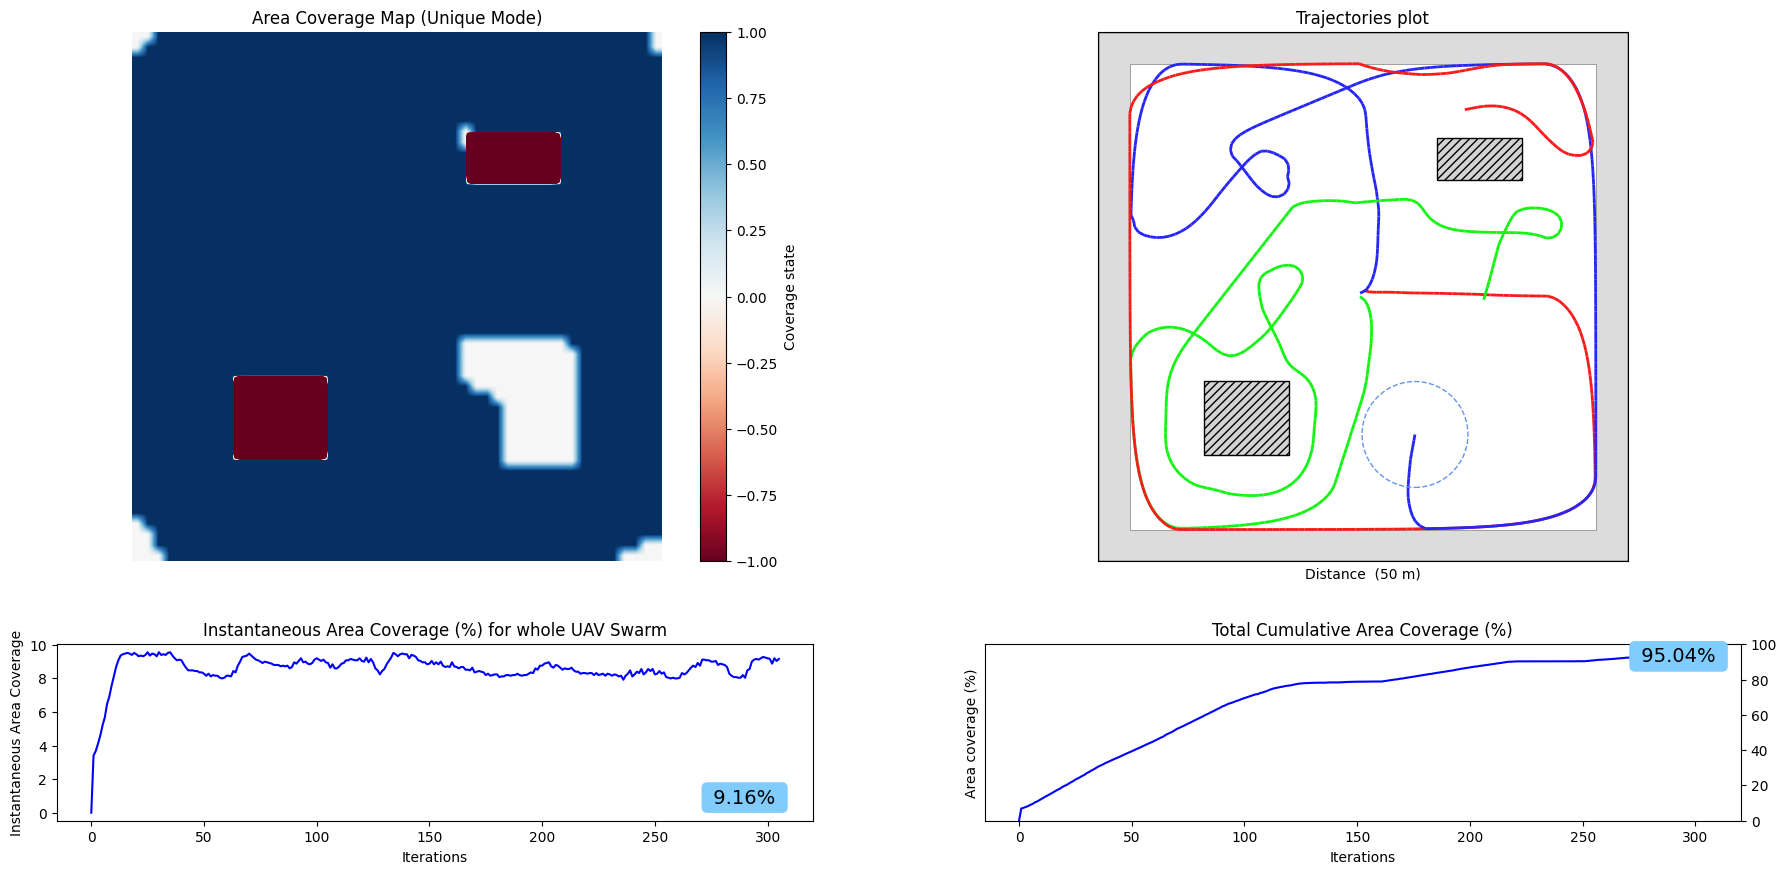 Area Coverage Map (Unique Mode)
1.00
0.75
0.50
0.25
0.00
−0.25
−0.50
−0.75
−1.00
Coverage state
Trajectories plot
Distance  (50 m)
Instantaneous Area Coverage (%) for whole UAV Swarm
Instantaneous Area Coverage
10
8
6
4
2
0
9.16%
0 50 100 150 200 250 300
Iterations
Total Cumulative Area Coverage (%)
Area coverage (%)
95.04%
100
80
60
40
20
0
0 50 100 150 200 250 300
Iterations